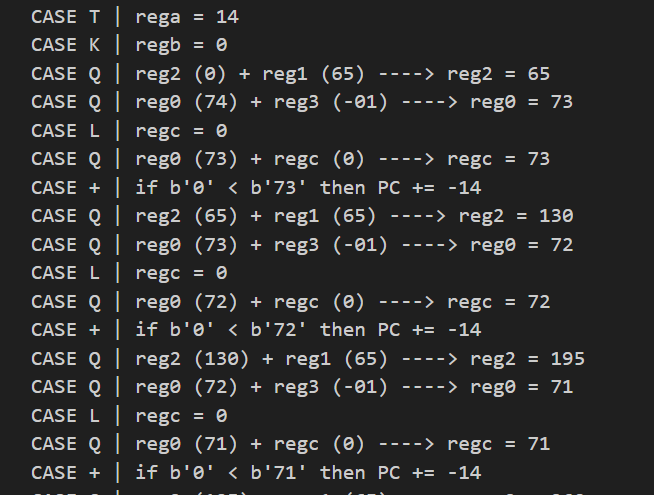 CASE T | rega = 14
CASE K | regb = 0
CASE Q | reg2 (0) + reg1 (65) ----> reg2 = 65
CASE Q | reg0 (74) + reg3 (-01) ----> reg0 = 73
CASE L | regc = 0
CASE Q | reg0 (73) + regc (0) ----> regc = 73
CASE + | if b'0' < b'73' then PC += -14
CASE Q | reg2 (65) + reg1 (65) ----> reg2 = 130
CASE Q | reg0 (73) + reg3 (-01) ----> reg0 = 72
CASE L | regc = 0
CASE Q | reg0 (72) + regc (0) ----> regc = 72
CASE + | if b'0' < b'72' then PC += -14
CASE Q | reg2 (130) + reg1 (65) ----> reg2 = 195
CASE Q | reg0 (72) + reg3 (-01) ----> reg0 = 71
CASE L | regc = 0
CASE Q | reg0 (71) + regc (0) ----> regc = 71
CASE + | if b'0' < b'71' then PC += -14